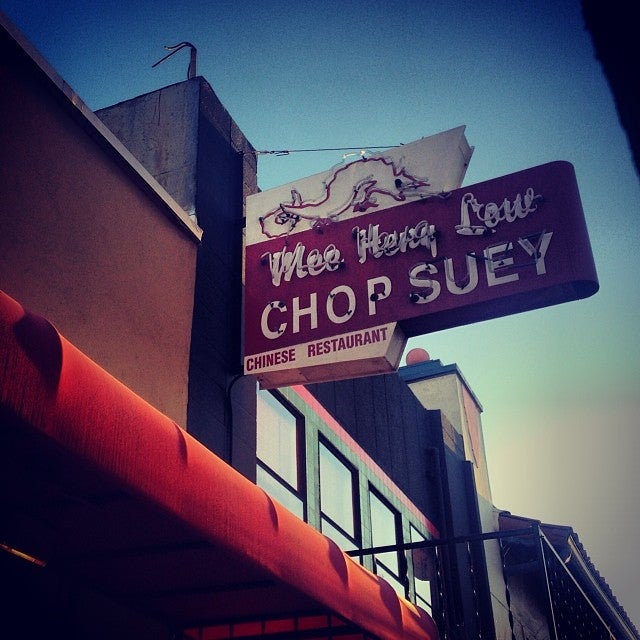 Mee Heng Low
CHOP SUEY
CHINESE RESTAURANT